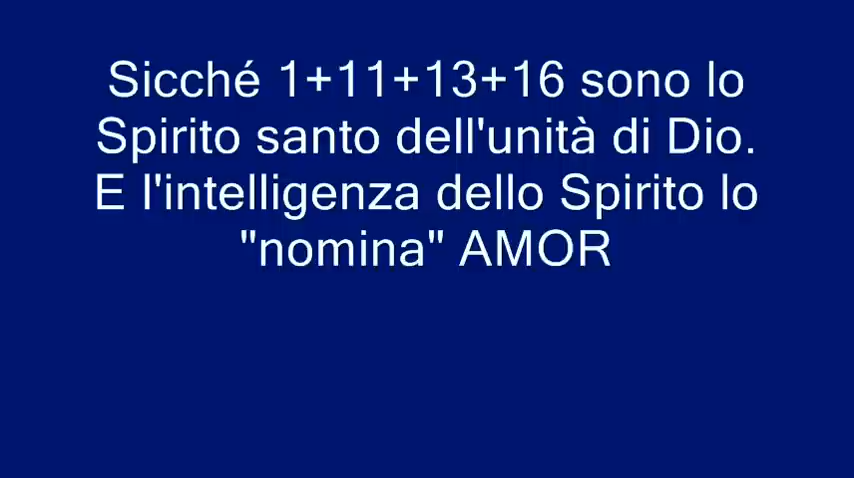 Sicché 1+11+13+16 sono lo
Spirito santo dell'unità di Dio.
E l'intelligenza dello Spirito lo
"nomina" AMOR